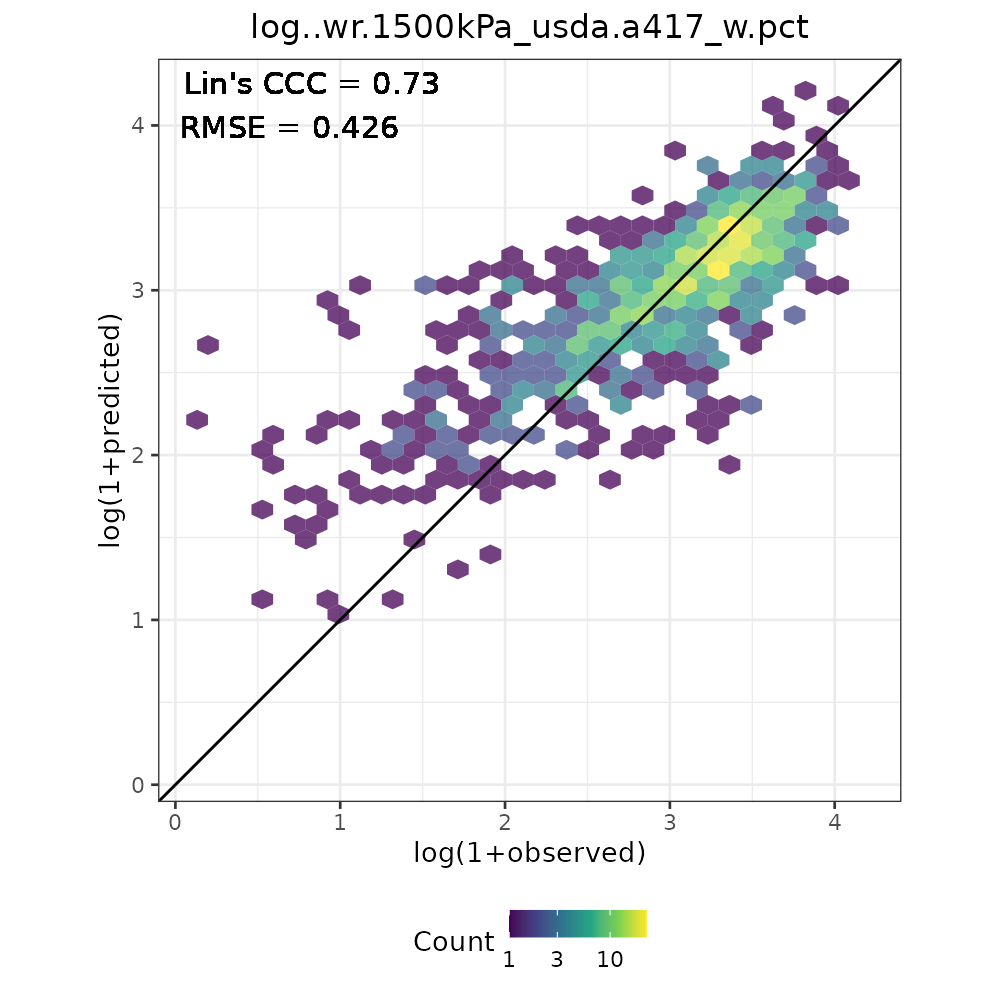 log..wr.1500kPa_usda.a417_w.pct
Lin's CCC = 0.73
RMSE = 0.426
log(1+predicted)
4
3
2
1
0
0 1 2 3 4
log(1+observed)
Count
1 3 10